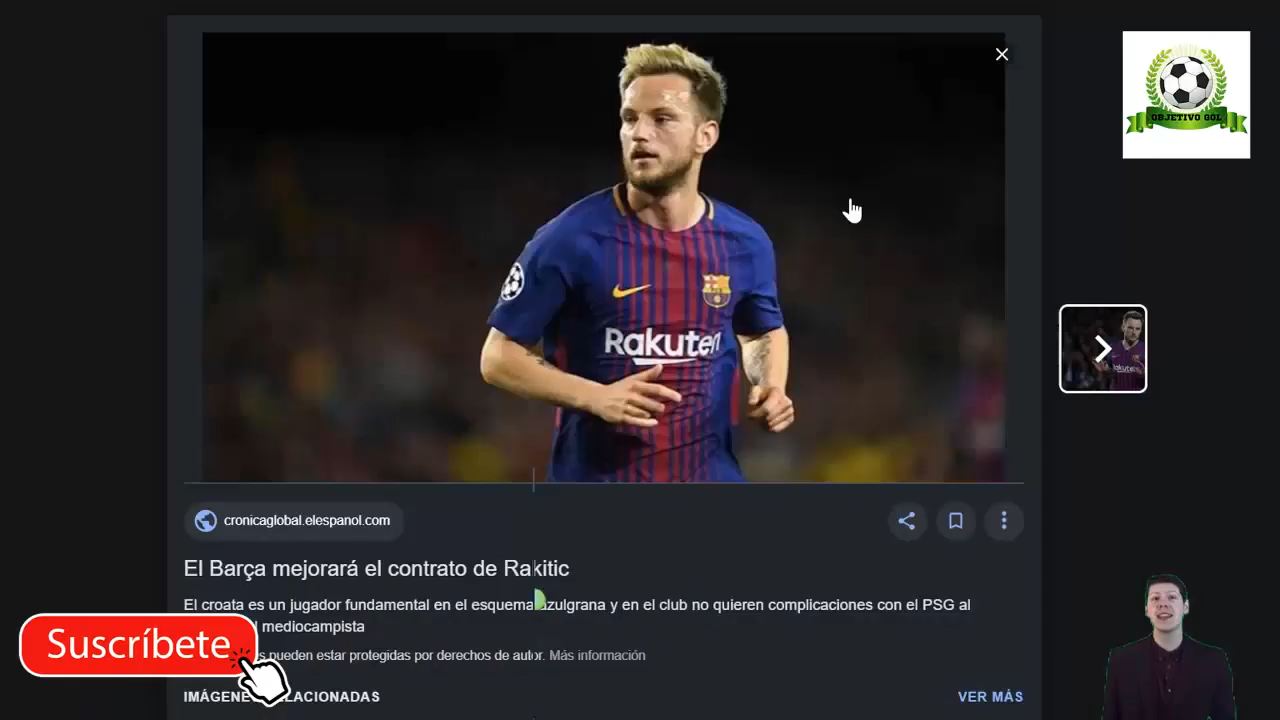 OBJETIVO GOL
Rakuten
Rakuten
cronicaglobal.elespanol.com
El Barça mejorará el contrato de Rakitic
El croata es un jugador fundamental en el esquema azulgrana y en el club no quieren complicaciones con el PSG al
mediocampista
pueden estar protegidas por derechos de autor. Más información
Suscríbete
IMÁGENES RELACIONADAS
VER MÁS